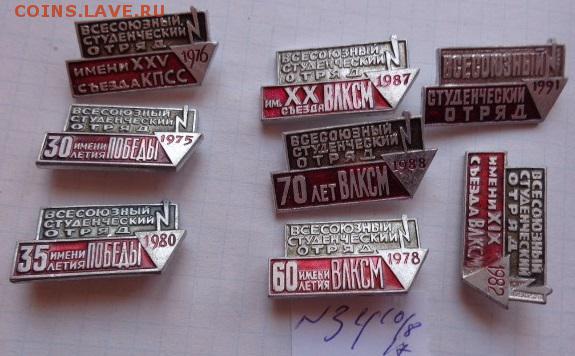 COINS.LAVE.RU
ВСЕСОЮЗНЫЙ
СТУДЕНЧЕСКИЙ
ОТРЯД
1976
ИМЕНИ XXV
СЪЕЗДА КПСС
ВСЕСОЮЗНЫЙ
СТУДЕНЧЕСКИЙ
ОТРЯД
1975
30 ИМЕНИ
ЛЕТИЯ ПОБЕДЫ
ВСЕСОЮЗНЫЙ
СТУДЕНЧЕСКИЙ
ОТРЯД
1980
35 ИМЕНИ
ЛЕТИЯ ПОБЕДЫ
ВСЕСОЮЗНЫЙ
СТУДЕНЧЕСКИЙ
ОТРЯД
1987
ИМ. XX
СЪЕЗДА ВЛКСМ
ВСЕСОЮЗНЫЙ
СТУДЕНЧЕСКИЙ
ОТРЯД
1988
70 ЛЕТ ВЛКСМ
ВСЕСОЮЗНЫЙ
СТУДЕНЧЕСКИЙ
ОТРЯД
1978
60 ИМЕНИ
ЛЕТИЯ ВЛКСМ
ВСЕСОЮЗНЫЙ
1991
СТУДЕНЧЕСКИЙ
ОТРЯД
ВСЕСОЮЗНЫЙ
СТУДЕНЧЕСКИЙ
ОТРЯД
ИМЕНИ XIX
СЪЕЗДА ВЛКСМ
1982
N34